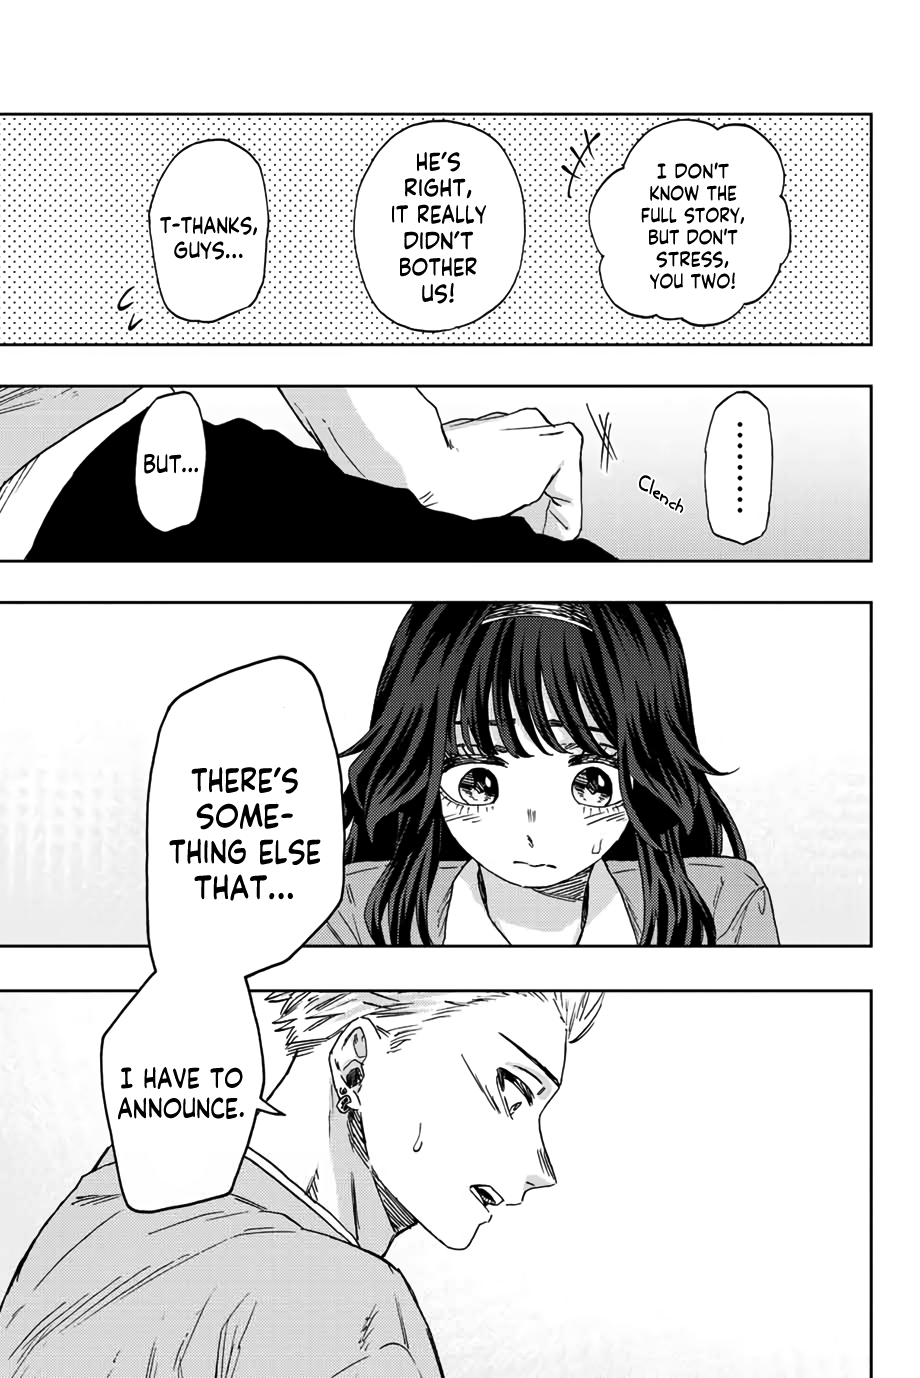 I DON'T
KNOW THE
FULL STORY,
BUT DON'T
STRESS,
YOU TWO!
HE'S
RIGHT,
IT REALLY
DIDN'T
BOTHER
US!
T-THANKS,
GUYS...
.........
Clench
BUT...
THERE'S
SOME-
THING ELSE
THAT...
I HAVE TO
ANNOUNCE.